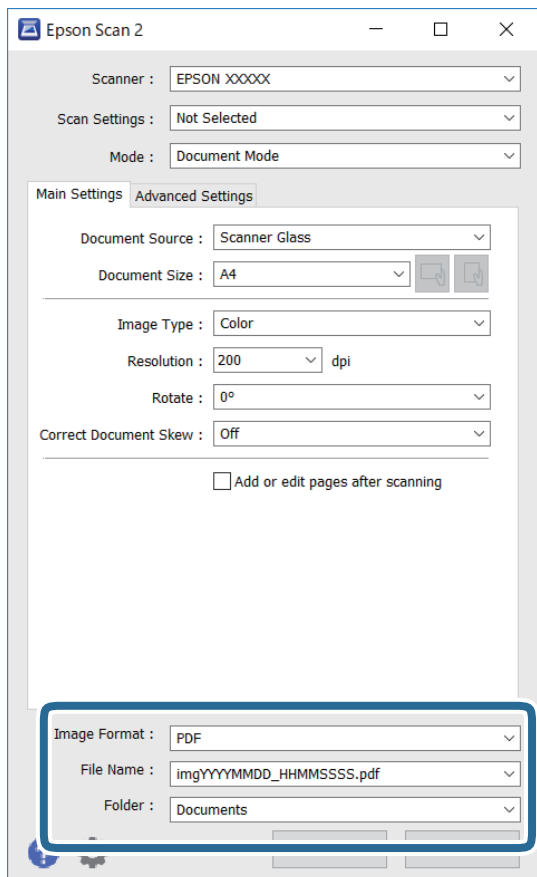 Epson Scan 2
Scanner : EPSON XXXXX
Scan Settings : Not Selected
Mode : Document Mode
Main Settings Advanced Settings
Document Source : Scanner Glass
Document Size : A4
Image Type : Color
Resolution : 200 dpi
Rotate : 0°
Correct Document Skew : Off
Add or edit pages after scanning
Image Format : PDF
File Name : imgYYYYMMDD_HHMMSSSS.pdf
Folder : Documents